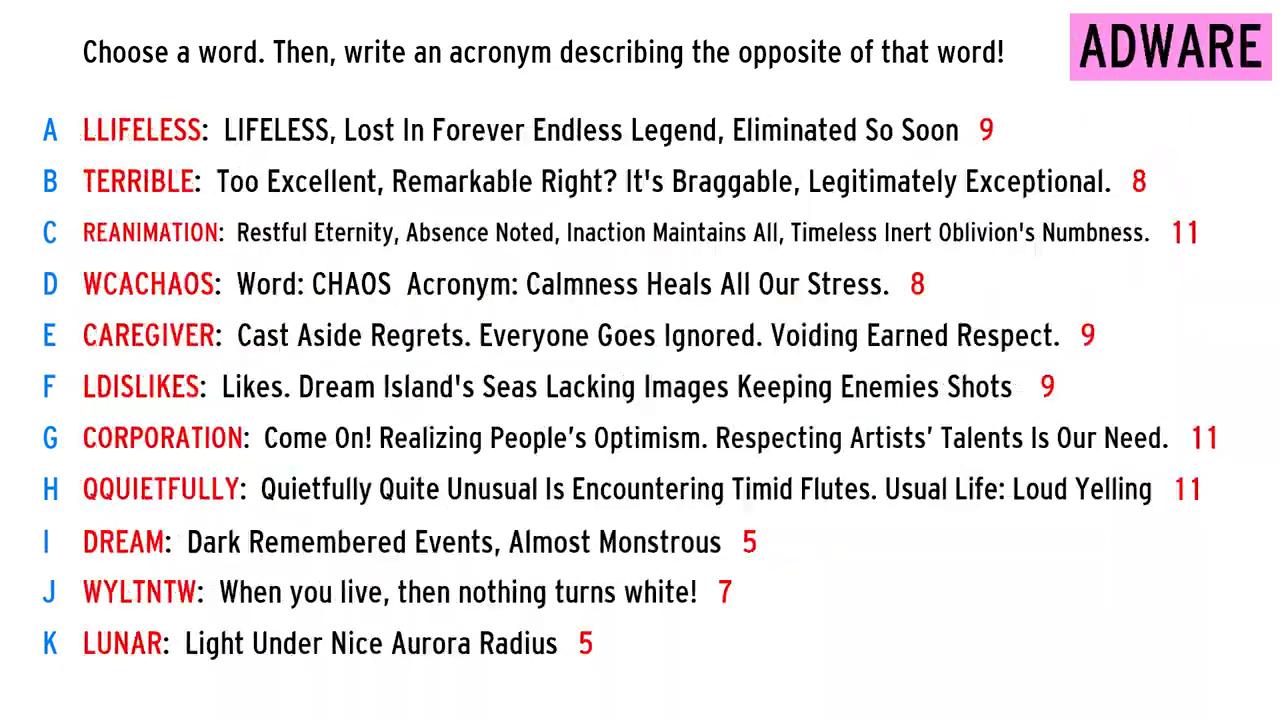 Choose a word. Then, write an acronym describing the opposite of that word!
ADWARE
A LLIFELESS: LIFELESS, Lost In Forever Endless Legend, Eliminated So Soon 9
B TERRIBLE: Too Excellent, Remarkable Right? It's Braggable, Legitimately Exceptional. 8
C REANIMATION: Restful Eternity, Absence Noted, Inaction Maintains All, Timeless Inert Oblivion's Numbness. 11
D WCACHAOS: Word: CHAOS Acronym: Calmness Heals All Our Stress. 8
E CAREGIVER: Cast Aside Regrets. Everyone Goes Ignored. Voiding Earned Respect. 9
F LDISLIKES: Likes. Dream Island's Seas Lacking Images Keeping Enemies Shots 9
G CORPORATION: Come On! Realizing People’s Optimism. Respecting Artists’ Talents Is Our Need. 11
H QQUIETFULLY: Quietfully Quite Unusual Is Encountering Timid Flutes. Usual Life: Loud Yelling 11
I DREAM: Dark Remembered Events, Almost Monstrous 5
J WYLTNTW: When you live, then nothing turns white! 7
K LUNAR: Light Under Nice Aurora Radius 5